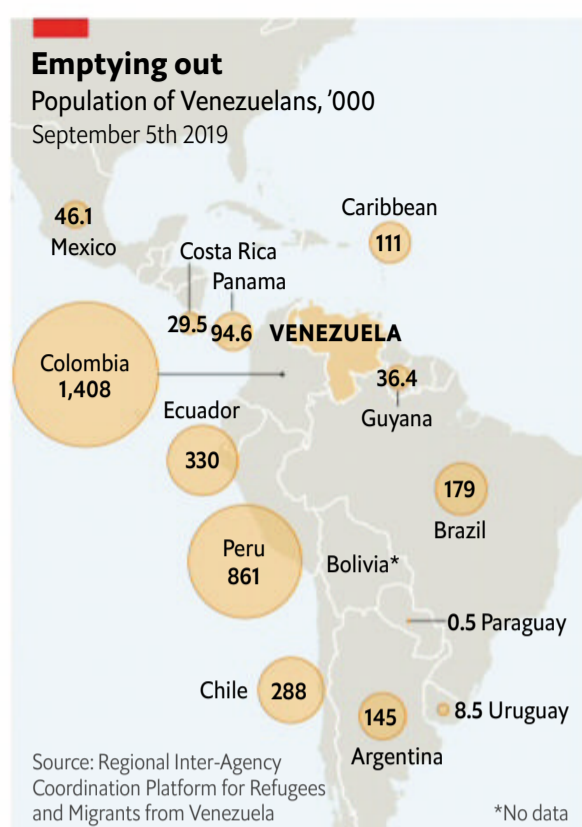 Emptying out
Population of Venezuelans, ’000
September 5th 2019
46.1
Mexico
Caribbean
111
Costa Rica
Panama
29.5
94.6
VENEZUELA
Colombia
1,408
36.4
Guyana
Ecuador
330
179
Brazil
Peru
861
Bolivia*
0.5 Paraguay
Chile
288
145
Argentina
8.5 Uruguay
Source: Regional Inter-Agency
Coordination Platform for Refugees
and Migrants from Venezuela
*No data